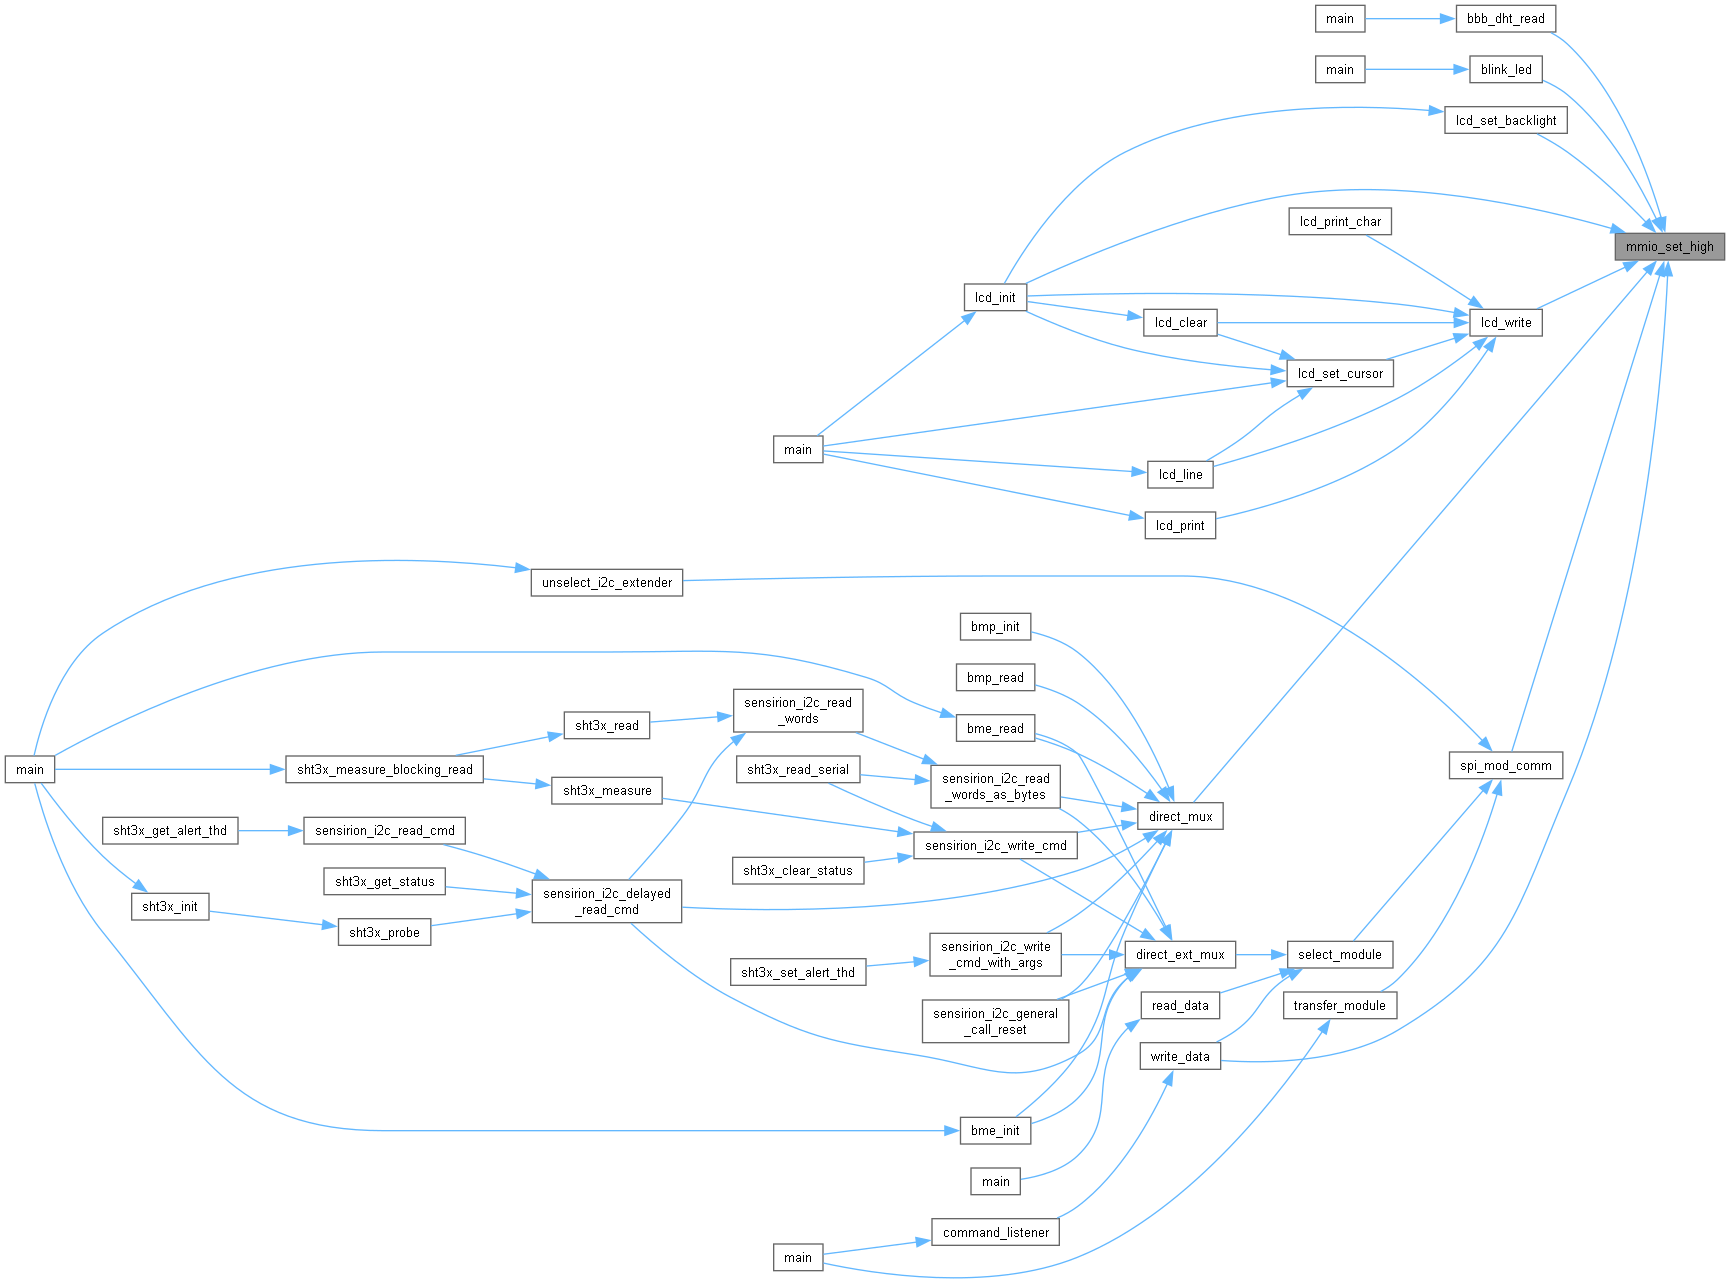 main
bbb_dht_read
main
blink_led
lcd_set_backlight
lcd_print_char
mmio_set_high
lcd_init
lcd_clear
lcd_write
lcd_set_cursor
main
lcd_line
lcd_print
unselect_i2c_extender
bmp_init
bmp_read
sensirion_i2c_read
_words
sht3x_read
bme_read
main
sht3x_measure_blocking_read
sht3x_read_serial
sensirion_i2c_read
_words_as_bytes
spi_mod_comm
sht3x_measure
direct_mux
sht3x_get_alert_thd
sensirion_i2c_read_cmd
sensirion_i2c_write_cmd
sht3x_clear_status
sht3x_get_status
sensirion_i2c_delayed
_read_cmd
sht3x_init
sht3x_probe
sensirion_i2c_write
_cmd_with_args
direct_ext_mux
select_module
sht3x_set_alert_thd
sensirion_i2c_general
_call_reset
read_data
transfer_module
write_data
bme_init
main
command_listener
main